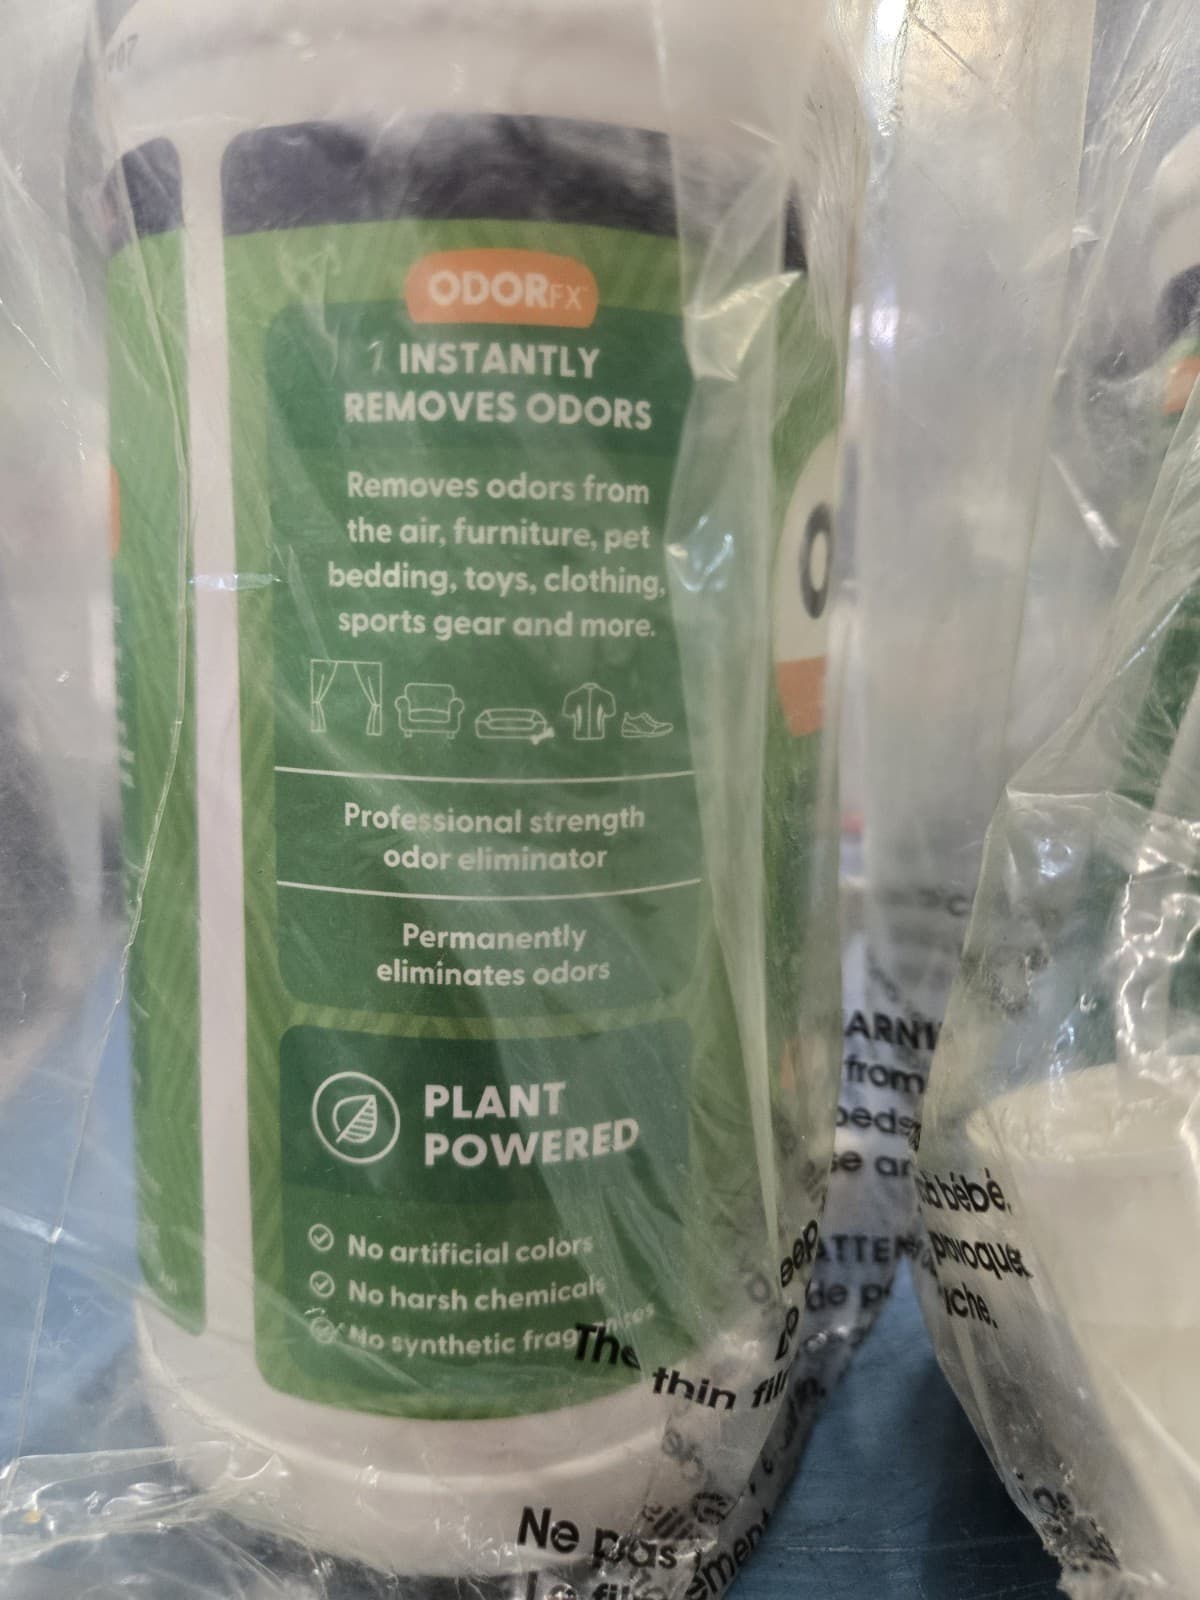 ODORFX
INSTANTLY
REMOVES ODORS
Removes odors from
the air, furniture, pet
bedding, toys, clothing,
sports gear and more.
Professional strength
odor eliminator
Permanently
eliminates odors
PLANT
POWERED
No artificial colors
No harsh chemicals
No synthetic
The
thin
from
bébé,
Ne pas